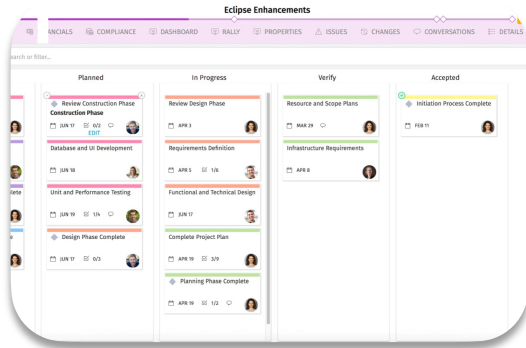 Eclipse Enhancements
ANCIALS COMPLIANCE DASHBOARD RALLY PROPERTIES ISSUES CHANGES CONVERSATIONS DETAILS
earch or filter...
Planned In Progress Verify Accepted
Review Construction Phase
Construction Phase
JUN 17 0/2
EDIT
Database and UI Development
JUN 18
Unit and Performance Testing
JUN 19 1/4
Design Phase Complete
JUN 17 0/3
Review Design Phase
APR 3
Requirements Definition
APR 5 1/8
Functional and Technical Design
JUN 17
Complete Project Plan
APR 19 3/9
Planning Phase Complete
APR 19 1/2
Resource and Scope Plans
MAR 29
Infrastructure Requirements
APR 8
Initiation Process Complete
FEB 11
lete